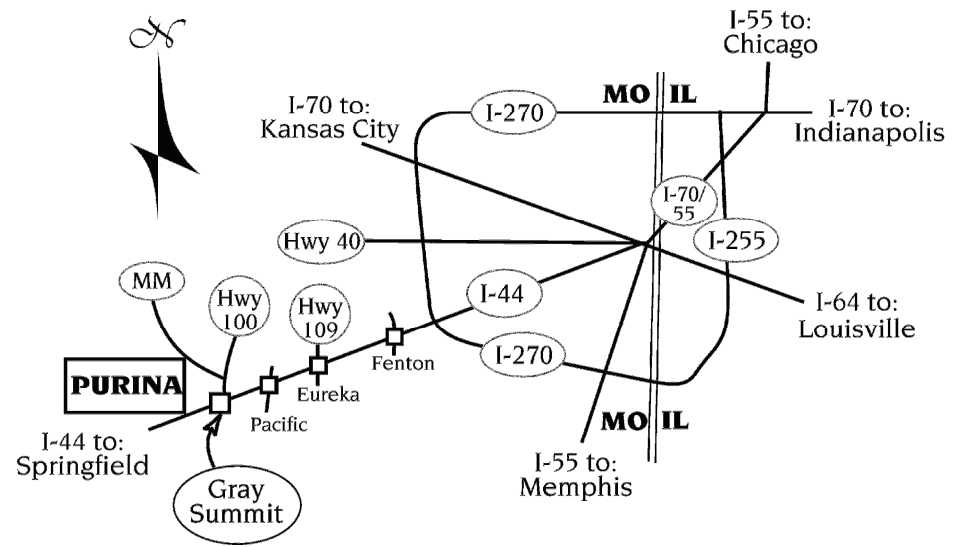 N
I-55 to:
Chicago
MO IL
I-70 to:
Kansas City
I-270
I-70 to:
Indianapolis
I-70/
55
Hwy 40
I-255
MM
Hwy
100
Hwy
109
I-44
I-64 to:
Louisville
Fenton
I-270
PURINA
Eureka
Pacific
MO IL
I-44 to:
Springfield
I-55 to:
Memphis
Gray
Summit